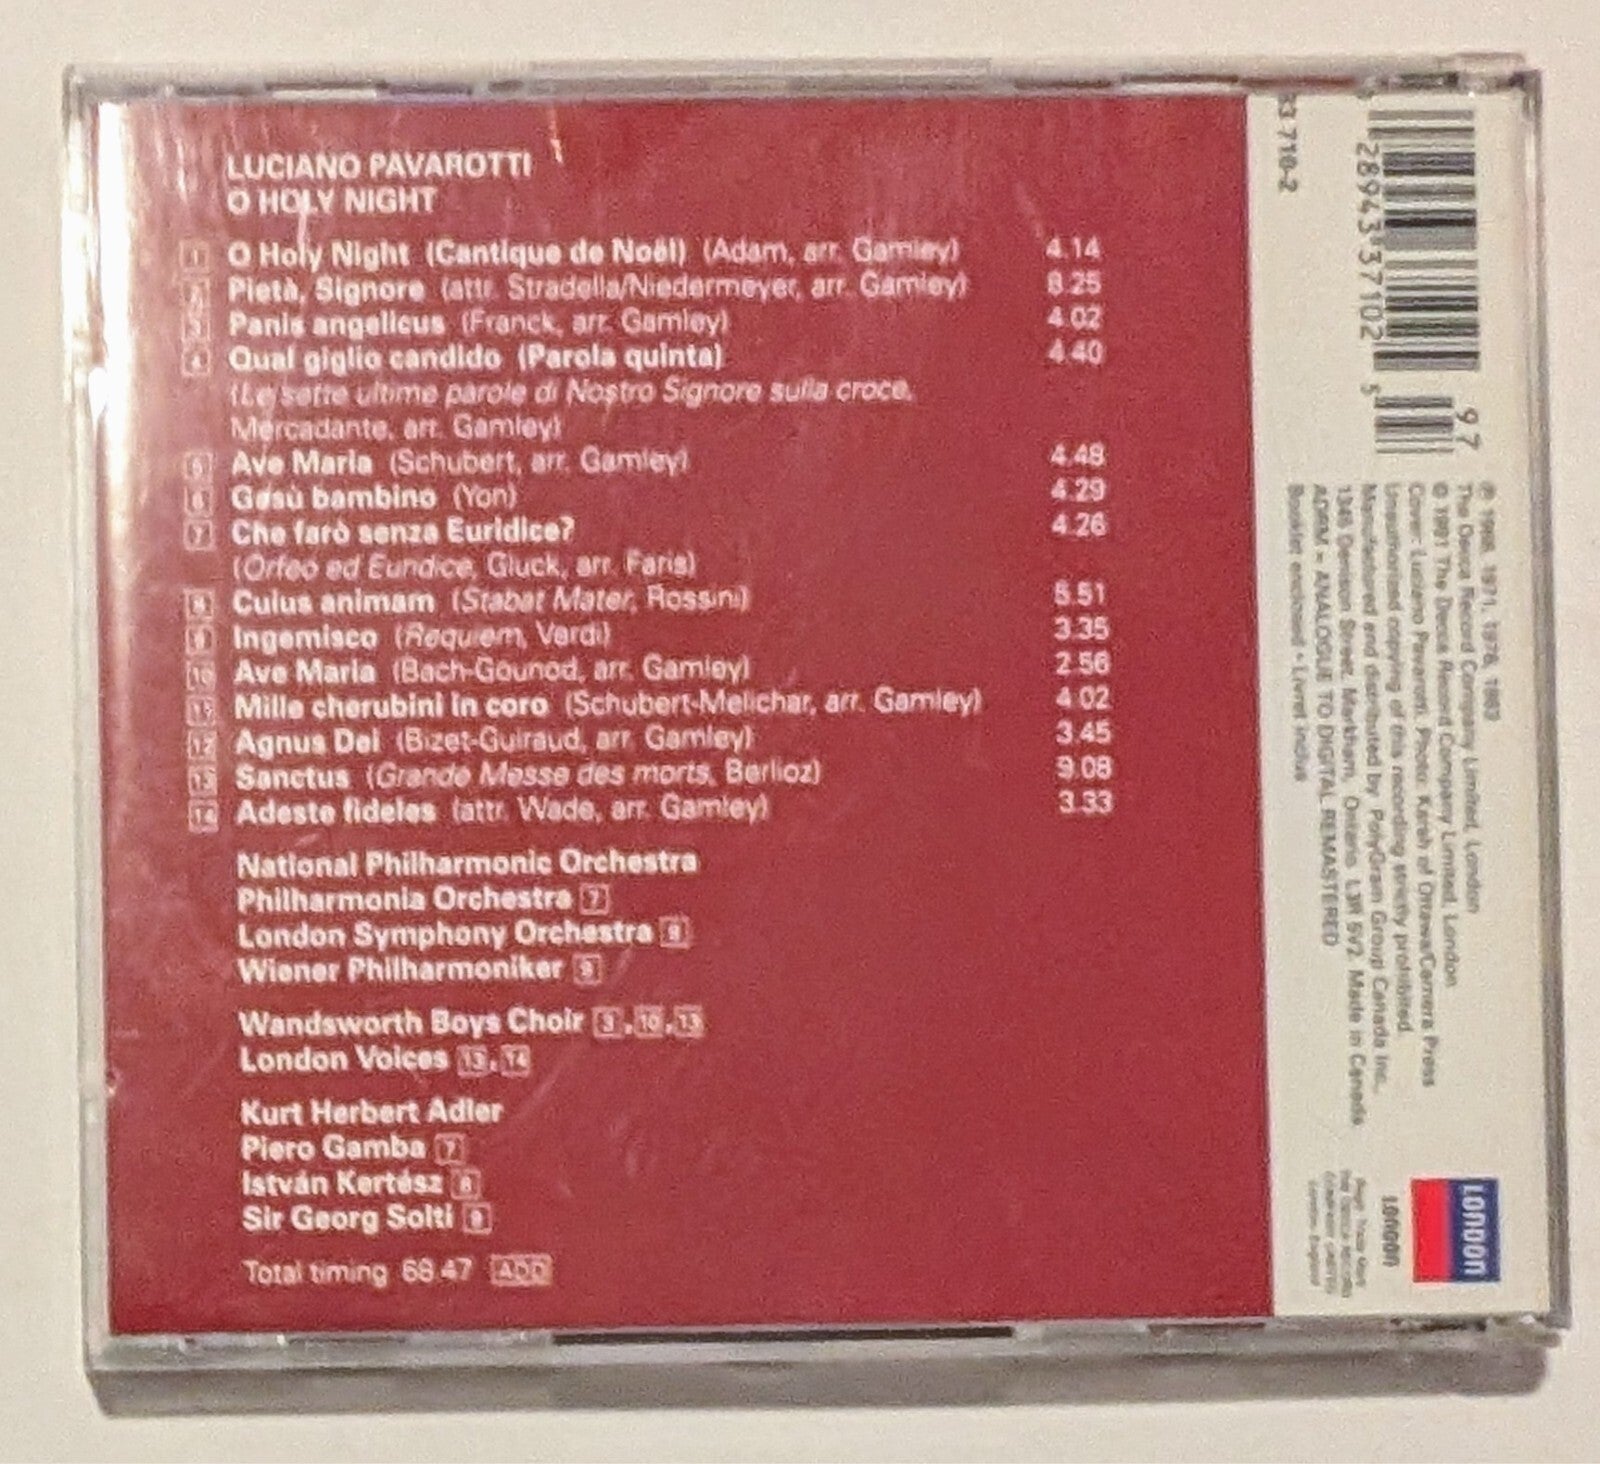 LUCIANO PAVAROTTI
O HOLY NIGHT
1 O Holy Night (Cantique de Noël) (Adam, arr. Gamley) 4.14
2 Pietà, Signore (attr. Stradella/Niedermeyer, arr. Gamley) 8.25
3 Panis angelicus (Franck, arr. Gamley) 4.02
4 Qual giglio candido (Parola quinta) 4.40
(Le sette ultime parole di Nostro Signore sulla croce,
Mercadante, arr. Gamley)
5 Ave Maria (Schubert, arr. Gamley) 4.48
6 Gesù bambino (Yon) 4.29
7 Che farò senza Euridice? 4.26
(Orfeo ed Euridice, Gluck, arr. Faris)
8 Cuius animam (Stabat Mater, Rossini) 6.51
9 Ingemisco (Requiem, Verdi) 3.35
10 Ave Maria (Bach-Gounod, arr. Gamley) 2.56
11 Mille cherubini in coro (Schubert-Melichar, arr. Gamley) 4.02
12 Agnus Dei (Bizet-Guiraud, arr. Gamley) 3.45
13 Sanctus (Grande Messe des morts, Berlioz) 9.08
14 Adeste fideles (attr. Wade, arr. Gamley) 3.33
National Philharmonic Orchestra
Philharmonia Orchestra 7
London Symphony Orchestra 8
Wiener Philharmoniker 9
Wandsworth Boys Choir 3, 10, 13
London Voices 13, 14
Kurt Herbert Adler
Piero Gamba 7
István Kertész 8
Sir Georg Solti 9
Total timing 68.47 ADD
33 710-2
28943 37102 5
97
The Decca Record Company Limited, London
℗ 1991 The Decca Record Company Limited, London
Cover: Luciano Pavarotti. Photo: Karsh of Ottawa/Camera Press
Unauthorised copying of this recording strictly prohibited.
Manufactured and distributed by PolyGram Group Canada Inc.,
1345 Denison Street, Markham, Ontario L3R 5V2. Made in Canada
ADRM – ANALOGUE TO DIGITAL REMASTERED
Booklet enclosed • Livret inclus
LONDON
LONDON